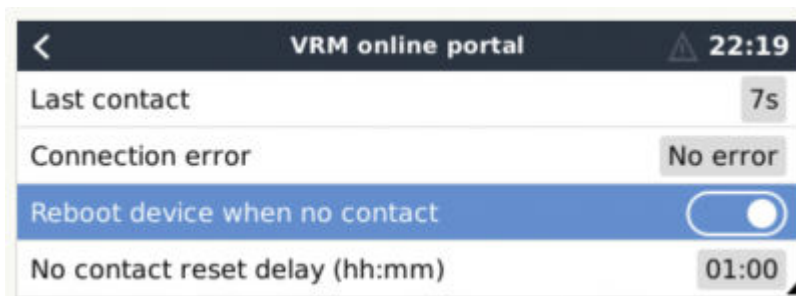 VRM online portal 22:19
Last contact 7s
Connection error No error
Reboot device when no contact
No contact reset delay (hh:mm) 01:00